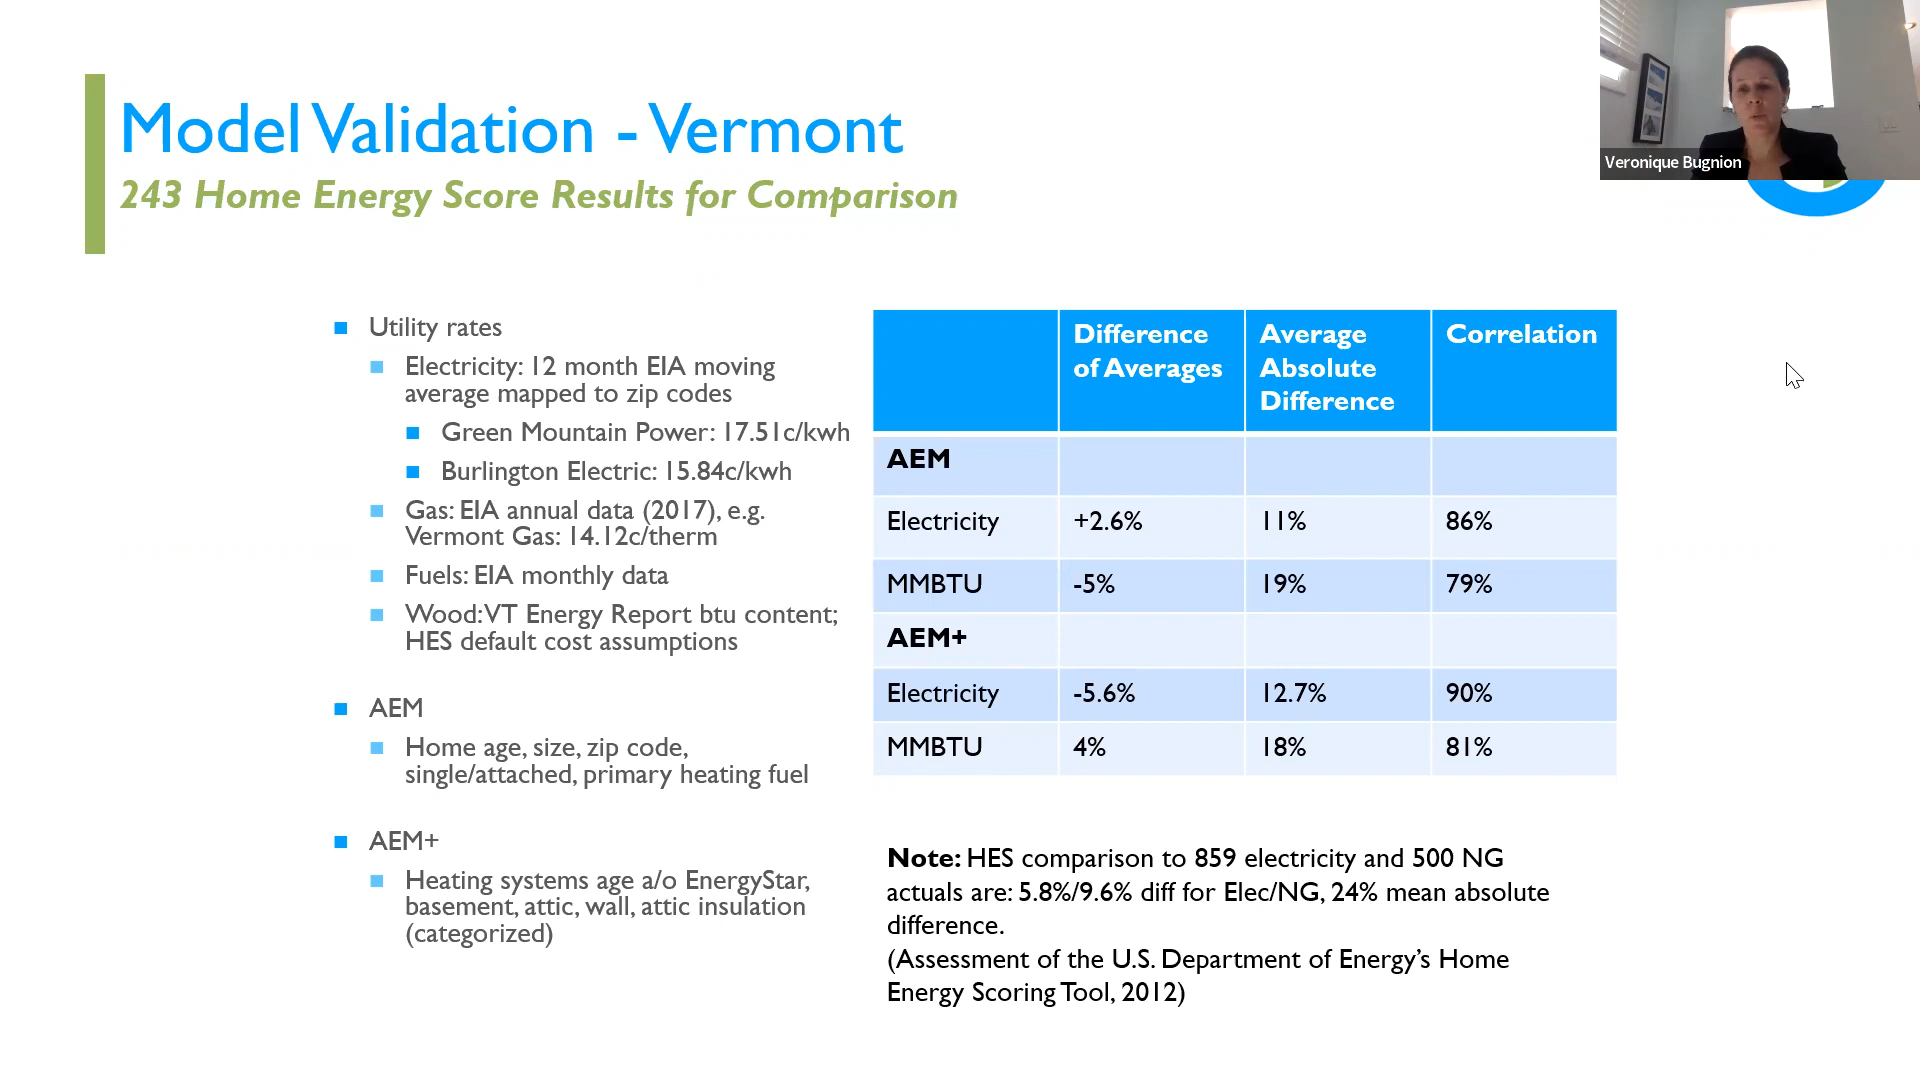 Model Validation - Vermont
243 Home Energy Score Results for Comparison
Veronique Bugnion
Utility rates
Electricity: 12 month EIA moving
average mapped to zip codes
Green Mountain Power: 17.51c/kwh
Burlington Electric: 15.84c/kwh
Gas: EIA annual data (2017), e.g.
Vermont Gas: 14.12c/therm
Fuels: EIA monthly data
Wood: VT Energy Report btu content;
HES default cost assumptions
AEM
Home age, size, zip code,
single/attached, primary heating fuel
AEM+
Heating systems age a/o EnergyStar,
basement, attic, wall, attic insulation
(categorized)
Difference of Averages Average Absolute Difference Correlation
AEM
Electricity +2.6% 11% 86%
MMBTU -5% 19% 79%
AEM+
Electricity -5.6% 12.7% 90%
MMBTU 4% 18% 81%
Note: HES comparison to 859 electricity and 500 NG
actuals are: 5.8%/9.6% diff for Elec/NG, 24% mean absolute
difference.
(Assessment of the U.S. Department of Energy’s Home
Energy Scoring Tool, 2012)